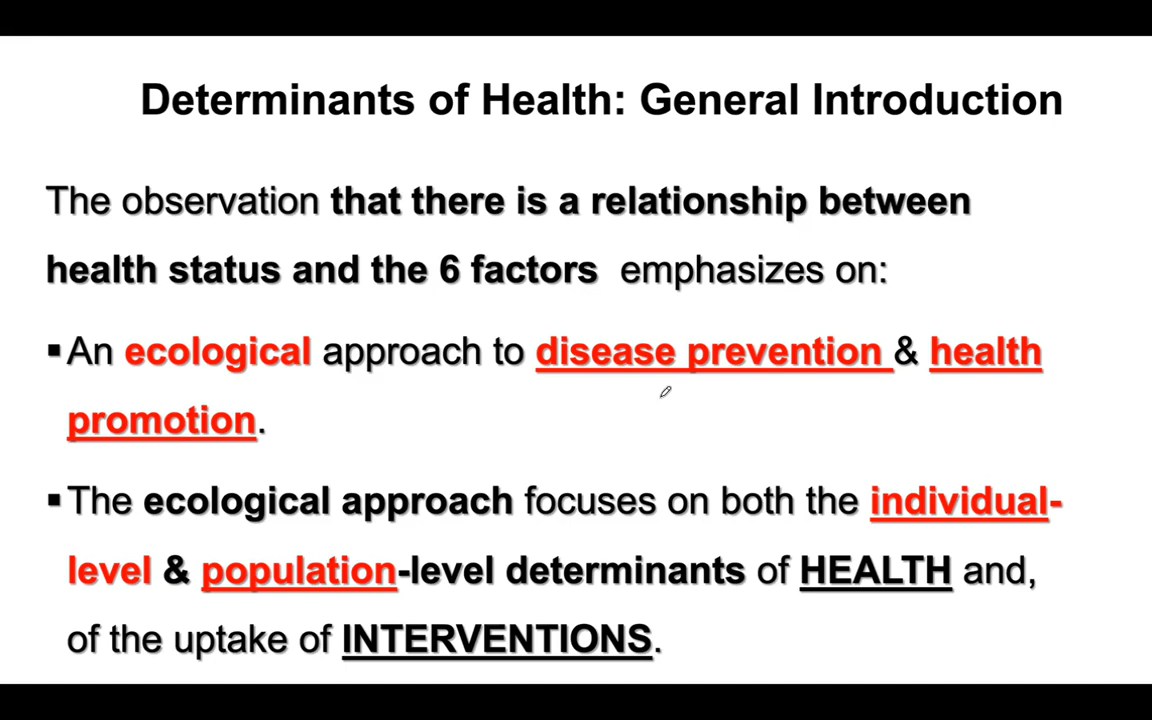 Determinants of Health: General Introduction
The observation that there is a relationship between
health status and the 6 factors emphasizes on:
▪An ecological approach to disease prevention & health
promotion.
▪The ecological approach focuses on both the individual-
level & population-level determinants of HEALTH and,
of the uptake of INTERVENTIONS.